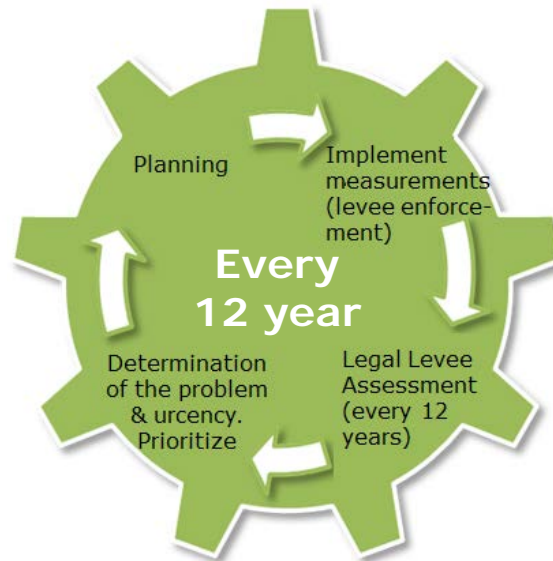 Planning
Implement
measurements
(levee enforce-
ment)
Every
12 year
Determination
of the problem
& urcency.
Prioritize
Legal Levee
Assessment
(every 12
years)